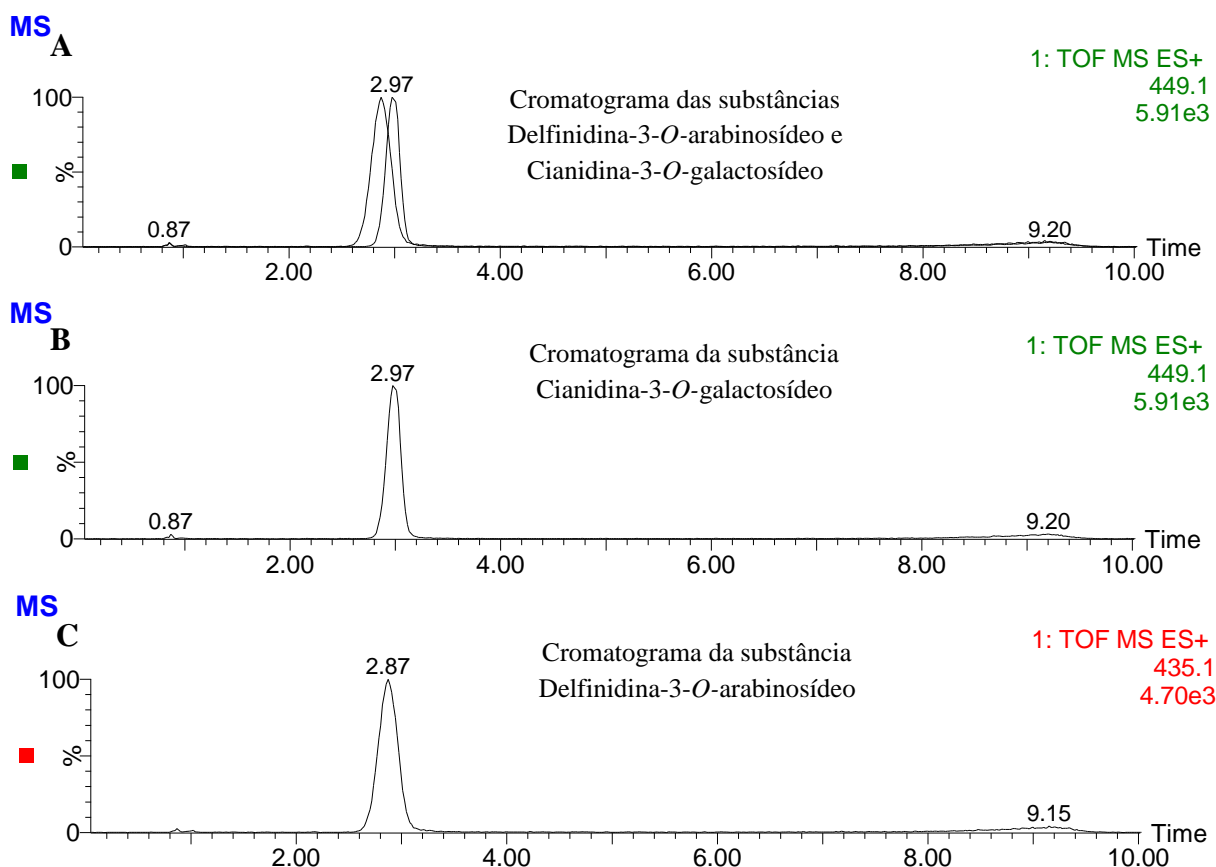 MS
A
1: TOF MS ES+
449.1
5.91e3
100
%
0
2.97
0.87
9.20
Cromatograma das substâncias
Delfinidina-3-O-arabinosídeo e
Cianidina-3-O-galactosídeo
Time
2.00 4.00 6.00 8.00 10.00
MS
B
1: TOF MS ES+
449.1
5.91e3
100
%
0
2.97
0.87
9.20
Cromatograma da substância
Cianidina-3-O-galactosídeo
Time
2.00 4.00 6.00 8.00 10.00
MS
C
1: TOF MS ES+
435.1
4.70e3
100
%
0
2.87
9.15
Cromatograma da substância
Delfinidina-3-O-arabinosídeo
Time
2.00 4.00 6.00 8.00 10.00